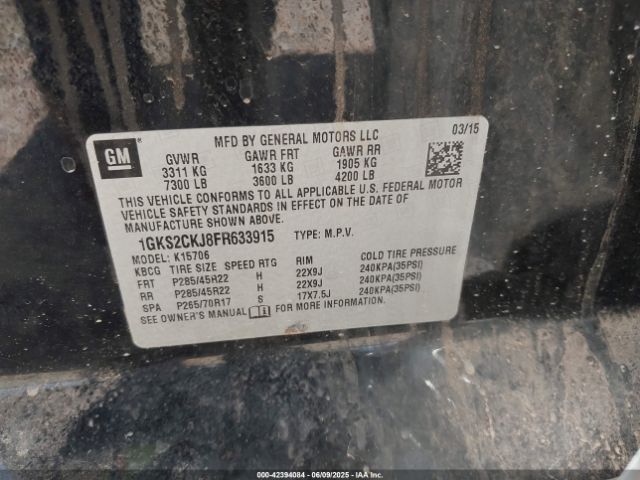 GM
MFD BY GENERAL MOTORS LLC 03/15
GVWR GAWR FRT GAWR RR
3311 KG 1633 KG 1905 KG
7300 LB 3600 LB 4200 LB
THIS VEHICLE CONFORMS TO ALL APPLICABLE U.S. FEDERAL MOTOR
VEHICLE SAFETY STANDARDS IN EFFECT ON THE DATE OF
MANUFACTURE SHOWN ABOVE.
1GKS2CKJ8FR633915 TYPE: M.P.V.
MODEL: K15706
KBCG TIRE SIZE SPEED RTG RIM COLD TIRE PRESSURE
FRT P285/45R22 H 22X9J 240KPA(35PSI)
RR P285/45R22 H 22X9J 240KPA(35PSI)
SPA P265/70R17 S 17X7.5J 240KPA(35PSI)
SEE OWNER'S MANUAL FOR MORE INFORMATION.
000-42394084 - 06/09/2025 - IAAI.COM